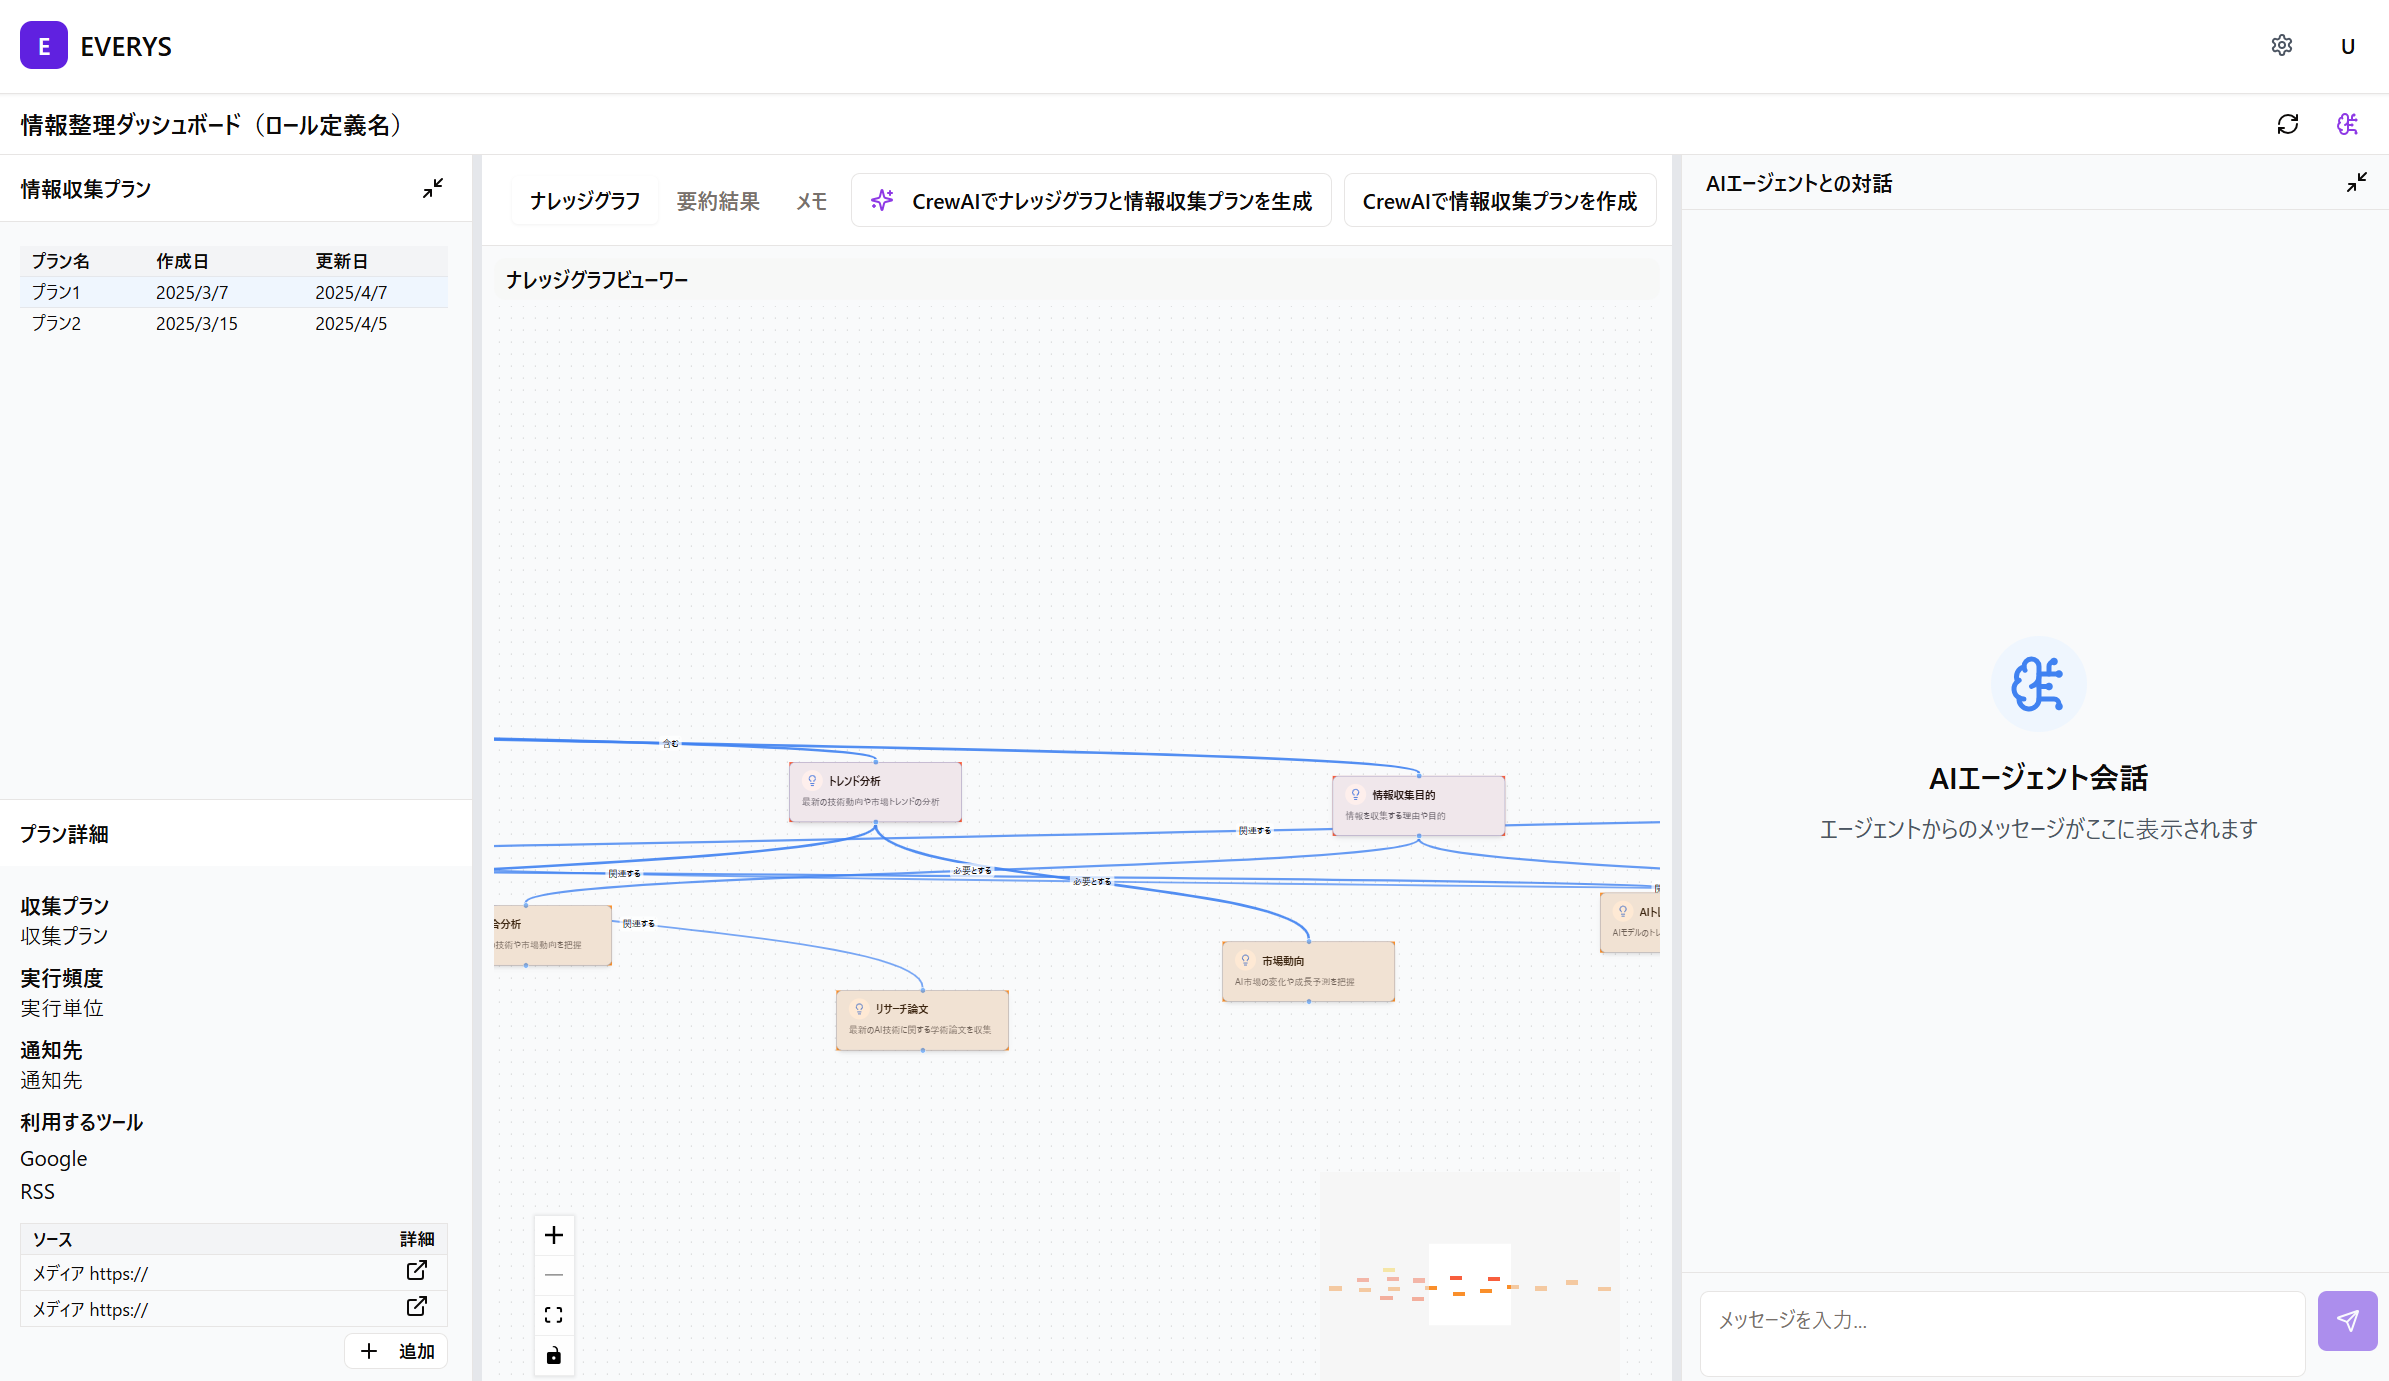 E EVERYS
U
情報整理ダッシュボード（ロール定義名）
情報収集プラン
プラン名 作成日 更新日
プラン1 2025/3/7 2025/4/7
プラン2 2025/3/15 2025/4/5
プラン詳細
収集プラン
収集プラン
実行頻度
実行単位
通知先
通知先
利用するツール
Google
RSS
ソース 詳細
メディア https://
メディア https://
追加
ナレッジグラフ 要約結果 メモ CrewAIでナレッジグラフと情報収集プランを生成 CrewAIで情報収集プランを作成
ナレッジグラフビューワー
含む
トレンド分析
最新の技術動向や市場トレンドの分析
情報収集目的
情報を収集する理由や目的
関連する
関連する
必要とする
必要とする
関連する
分析
技術や市場動向を把握
リサーチ論文
最新のAI技術に関する学術論文を収集
市場動向
AI市場の変化や成長予測を把握
AIト
AIモデルのトレ
AIエージェントとの対話
AIエージェント会話
エージェントからのメッセージがここに表示されます
メッセージを入力...